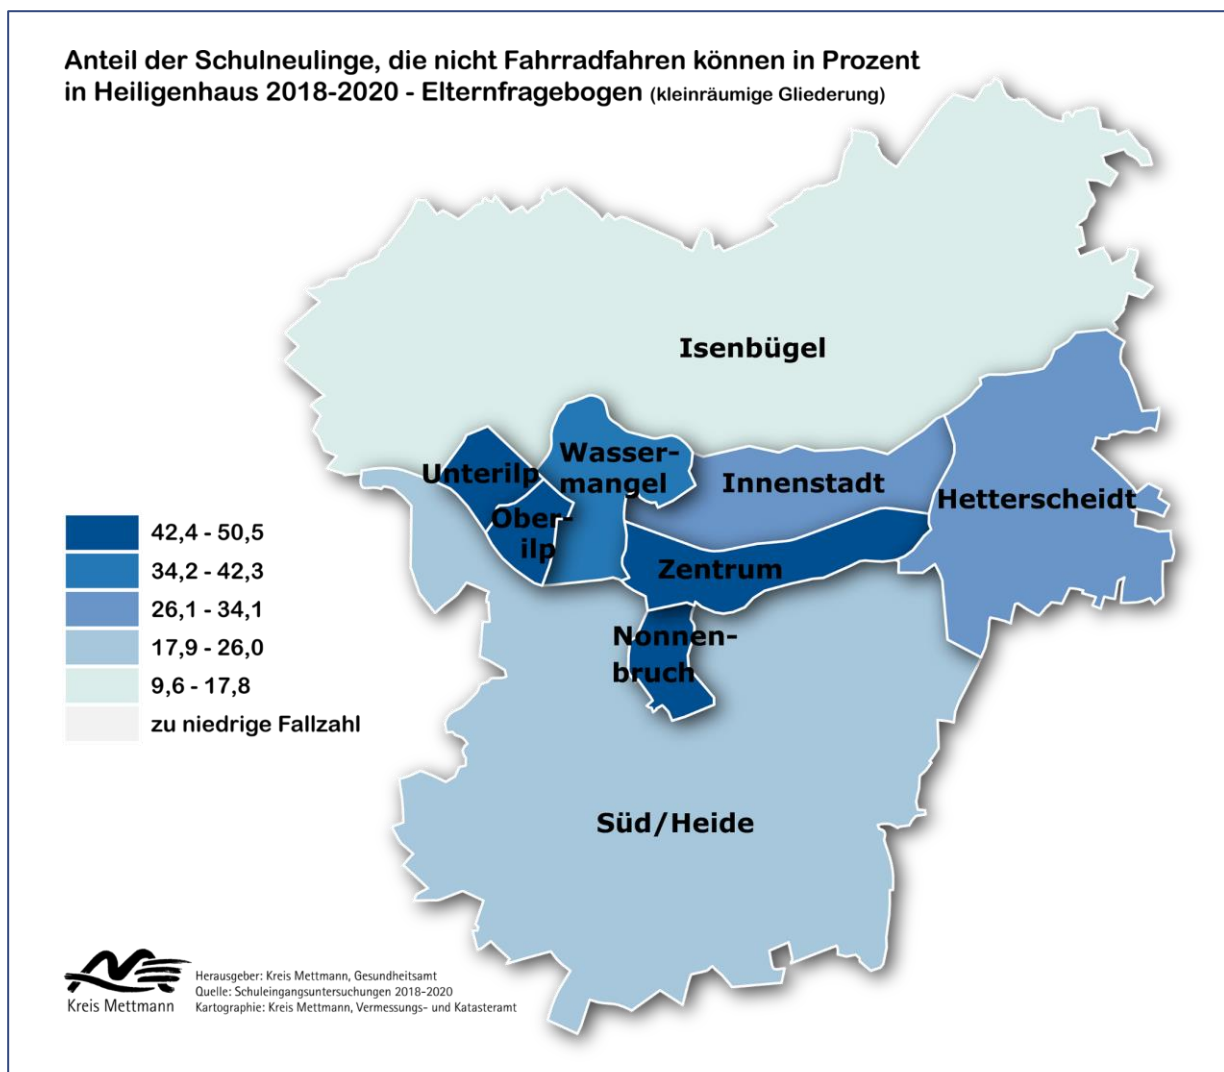 Anteil der Schulneulinge, die nicht Fahrradfahren können in Prozent
in Heiligenhaus 2018-2020 - Elternfragebogen (kleinräumige Gliederung)
Isenbügel
Wasser-
mangel
Unterilp
Ober-
ilp
Innenstadt
Hetterscheidt
Zentrum
Nonnen-
bruch
Süd/Heide
42,4 - 50,5
34,2 - 42,3
26,1 - 34,1
17,9 - 26,0
9,6 - 17,8
zu niedrige Fallzahl
Kreis Mettmann
Herausgeber: Kreis Mettmann, Gesundheitsamt
Quelle: Schuleingangsuntersuchungen 2018-2020
Kartographie: Kreis Mettmann, Vermessungs- und Katasteramt